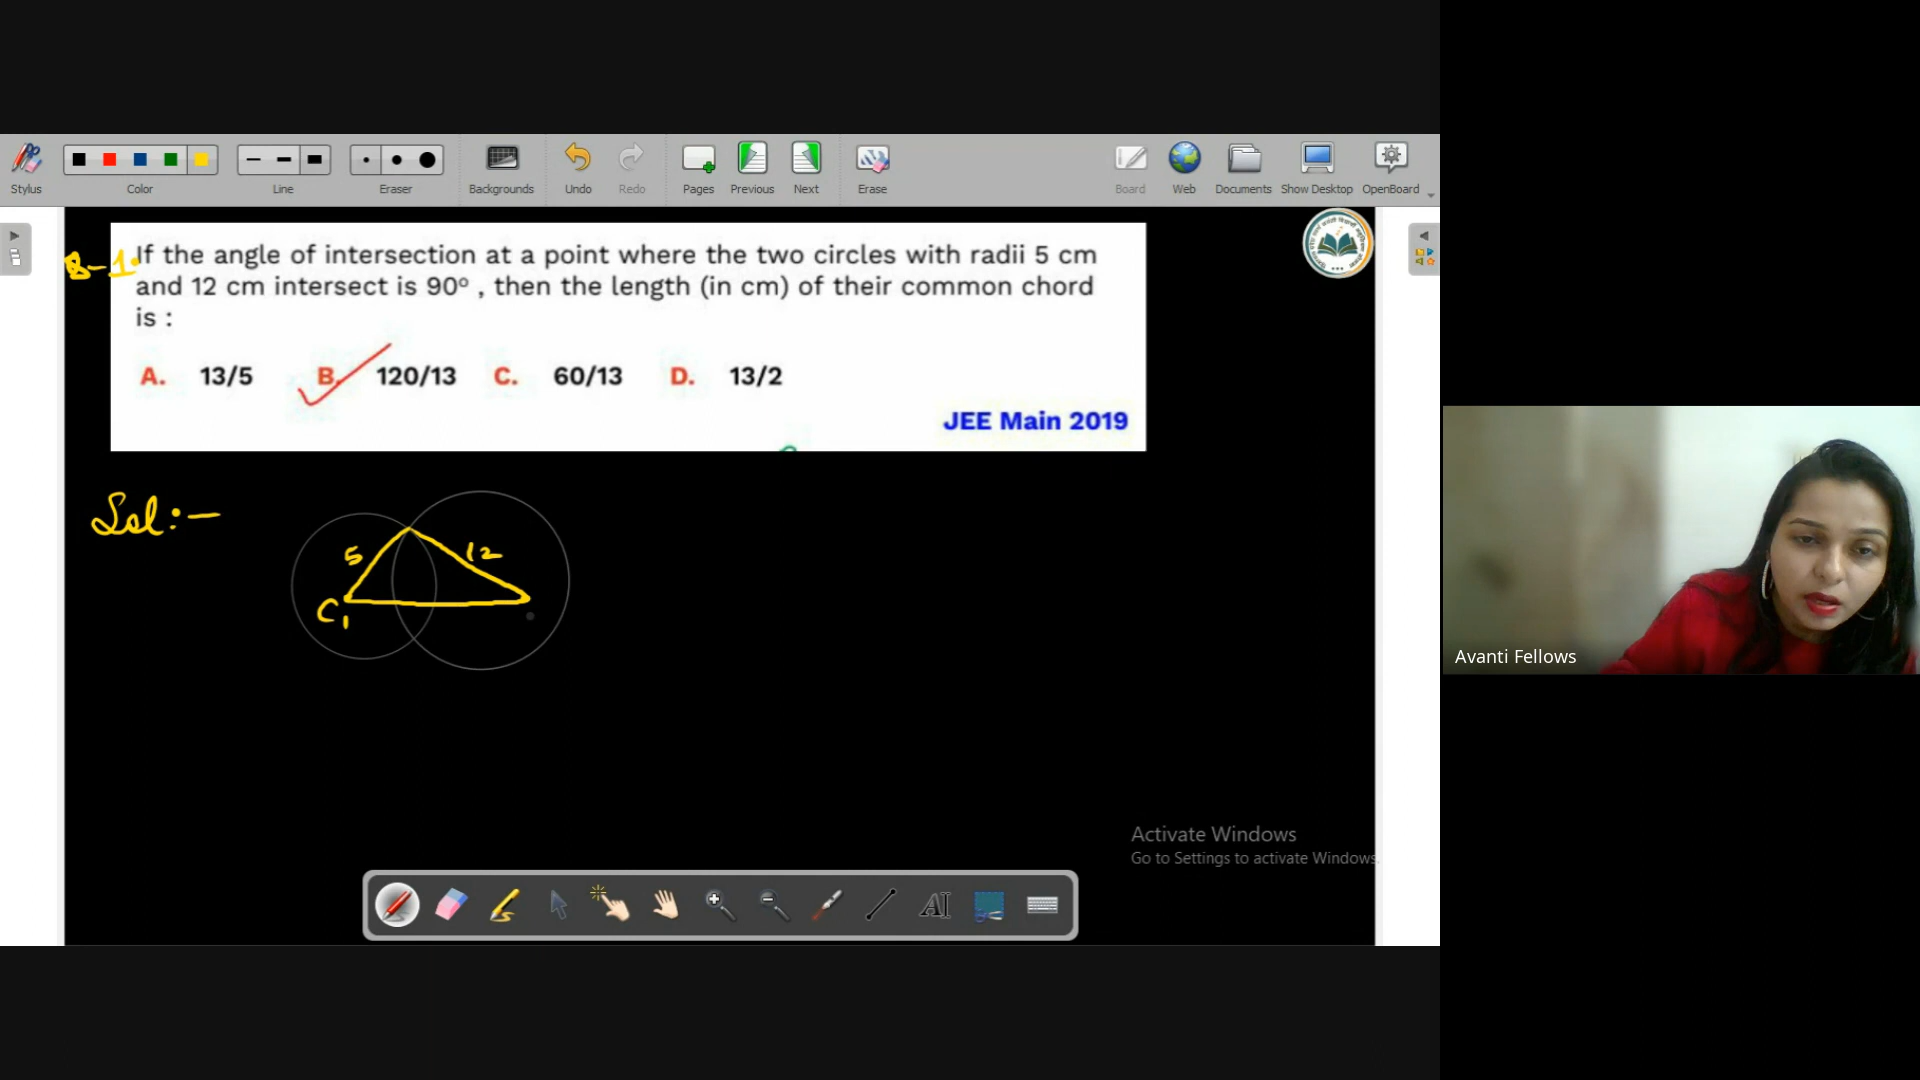 Stylus
Color
Line
Eraser
Backgrounds
Undo
Redo
Pages
Previous
Next
Erase
Board
Web
Documents
Show Desktop
OpenBoard
If the angle of intersection at a point where the two circles with radii 5 cm
and 12 cm intersect is 90° , then the length (in cm) of their common chord
is :
A. 13/5 B. 120/13 C. 60/13 D. 13/2
JEE Main 2019
Sol:-
5
12
C1
Avanti Fellows
Activate Windows
Go to Settings to activate Windows.
AI